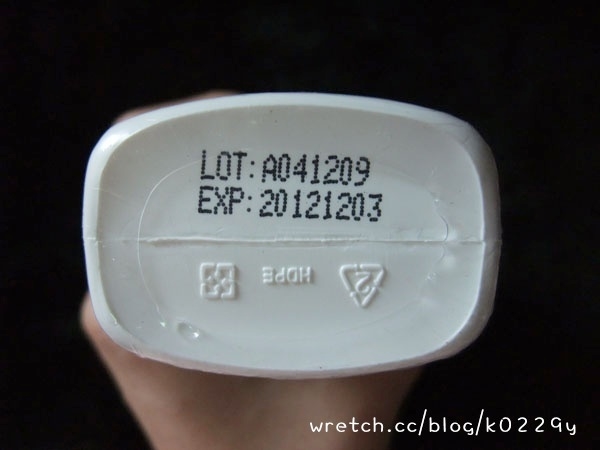 LOT: A041209
EXP: 20121203
HDPE
2
wretch.cc/blog/k0229y